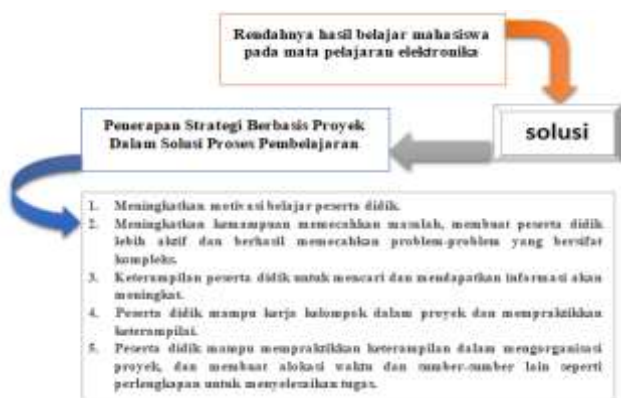 Rendahnya hasil belajar mahasiswa
pada mata pelajaran elektronika
solusi
Penerapan Strategi Berbasis Proyek
Dalam Solusi Proses Pembelajaran
1. Meningkatkan motivasi belajar peserta didik.
2. Meningkatkan kemampuan memecahkan masalah, membuat peserta didik
lebih aktif dan berhasil memecahkan problem-problem yang bersifat
kompleks.
3. Keterampilan peserta didik untuk mencari dan mendapatkan informasi akan
meningkat.
4. Peserta didik mampu kerja kelompok dalam proyek dan mempraktikkan
keterampilai.
5. Peserta didik mampu mempraktikkan keterampilan dalam mengorganisasi
proyek, dan membuat alokasi waktu dan sumber-sumber lain seperti
perlengkapan untuk menyelesaikan tugas.